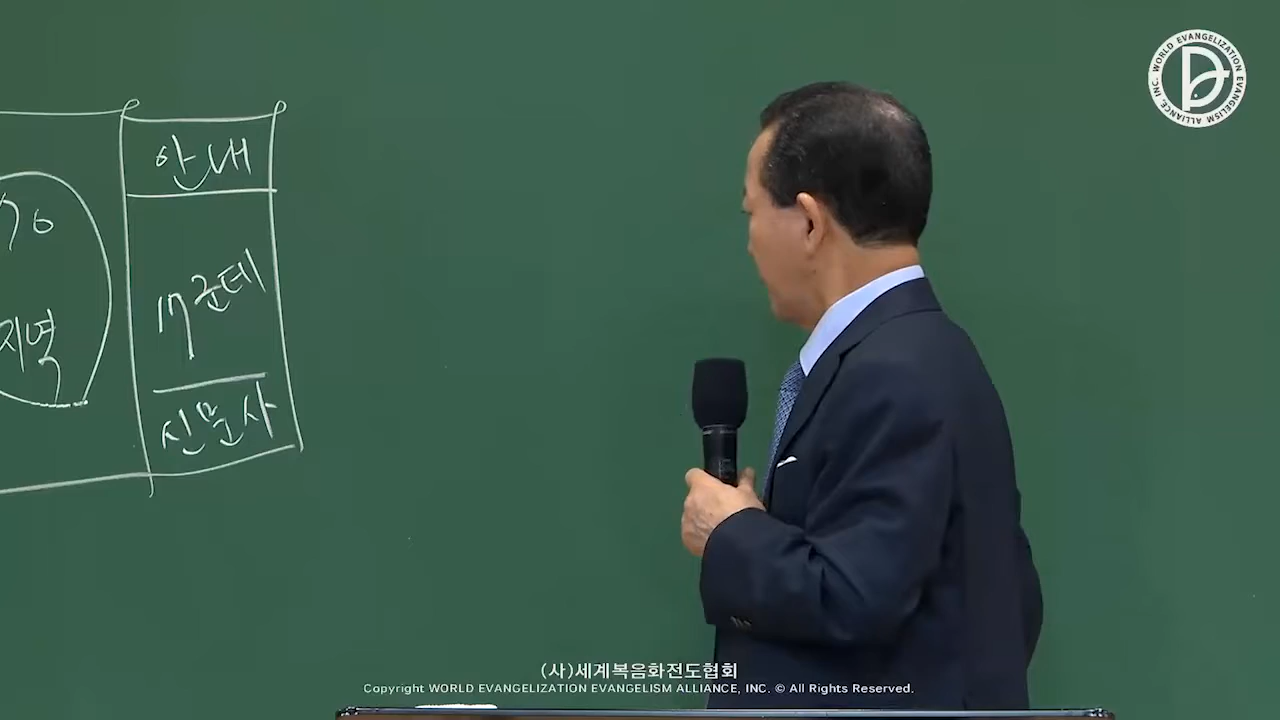 안내
70
지역
17군데
신문사
WORLD EVANGELIZATION EVANGELISM ALLIANCE, INC.
(사)세계복음화전도협회
Copyright WORLD EVANGELIZATION EVANGELISM ALLIANCE, INC. © All Rights Reserved.